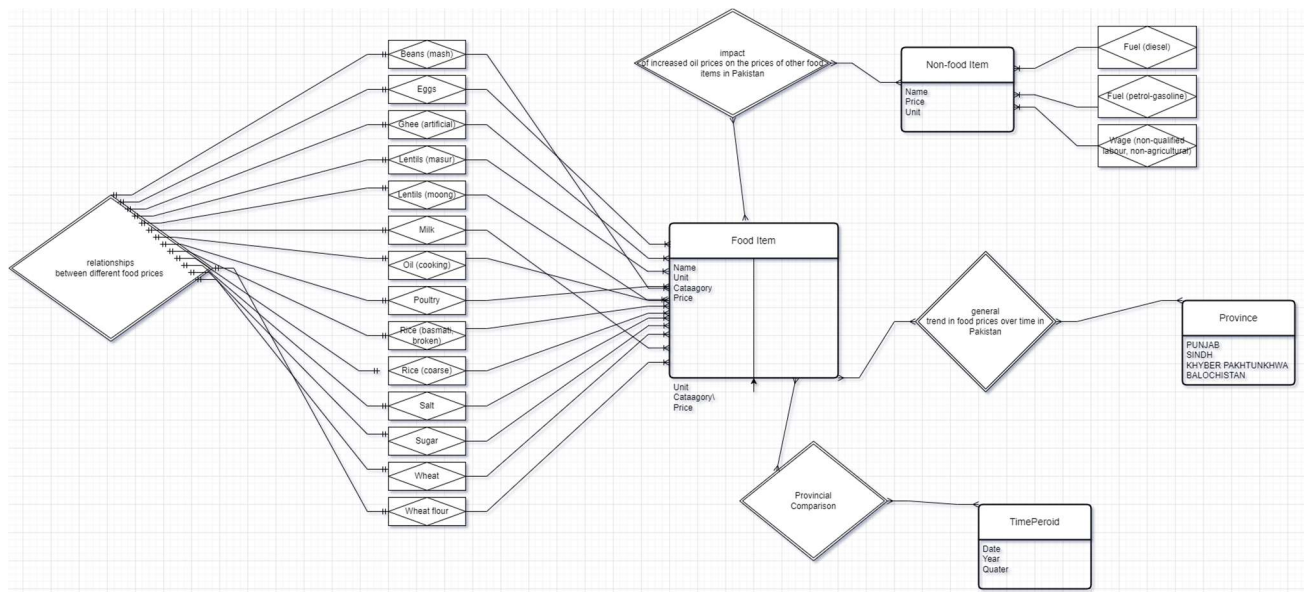 relationships
between different food prices
Beans (mash)
Eggs
Ghee (artificial)
Lentils (masur)
Lentils (moong)
Milk
Oil (cooking)
Poultry
Rice (basmati,
broken)
Rice (coarse)
Salt
Sugar
Wheat
Wheat flour
impact
of increased oil prices on the prices of other food
items in Pakistan
Non-food Item
Name
Price
Unit
Fuel (diesel)
Fuel (petrol-gasoline)
Wage (non-qualified
labour, non-agricultural)
Food Item
Name
Unit
Cataagory
Price
Unit
Cataagory\
Price
general
trend in food prices over time in
Pakistan
Province
PUNJAB
SINDH
KHYBER PAKHTUNKHWA
BALOCHISTAN
Provincial
Comparison
TimePeroid
Date
Year
Quater